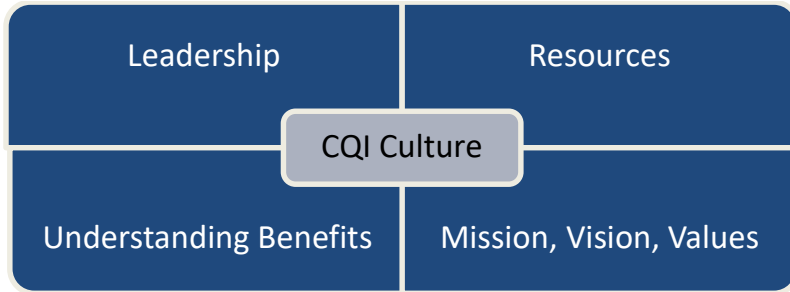 Leadership
Resources
CQI Culture
Understanding Benefits
Mission, Vision, Values